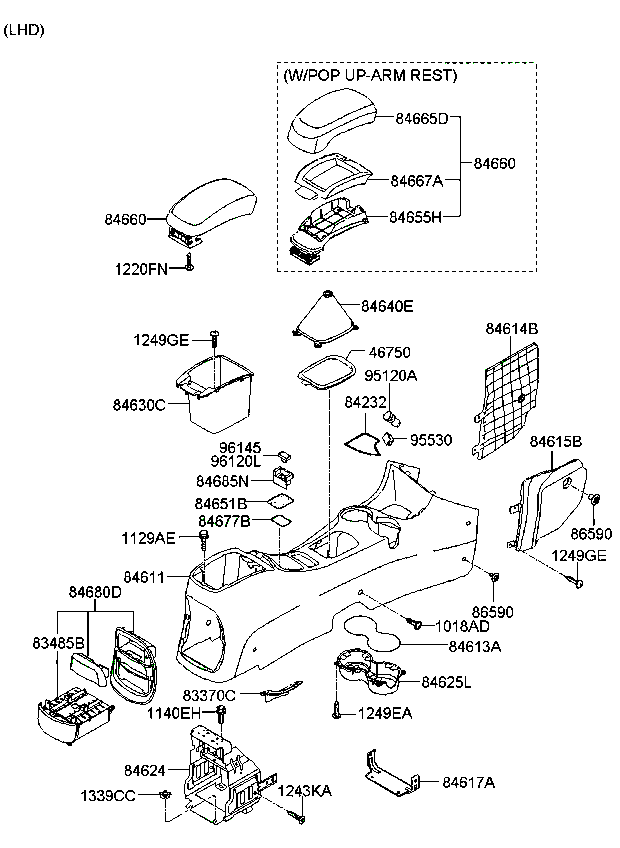 (LHD)
(W/POP UP-ARM REST)
84665D
84660
84667A
84655H
84660
1220FN
84640E
84614B
1249GE
46750
95120A
84630C
84232
95530
84615B
96145
96120L
84685N
84651B
84677B
86590
1129AE
1249GE
84611
84680D
86590
1018AD
83485B
84613A
84625L
83370C
1140EH
1249EA
84624
84617A
1339CC
1243KA